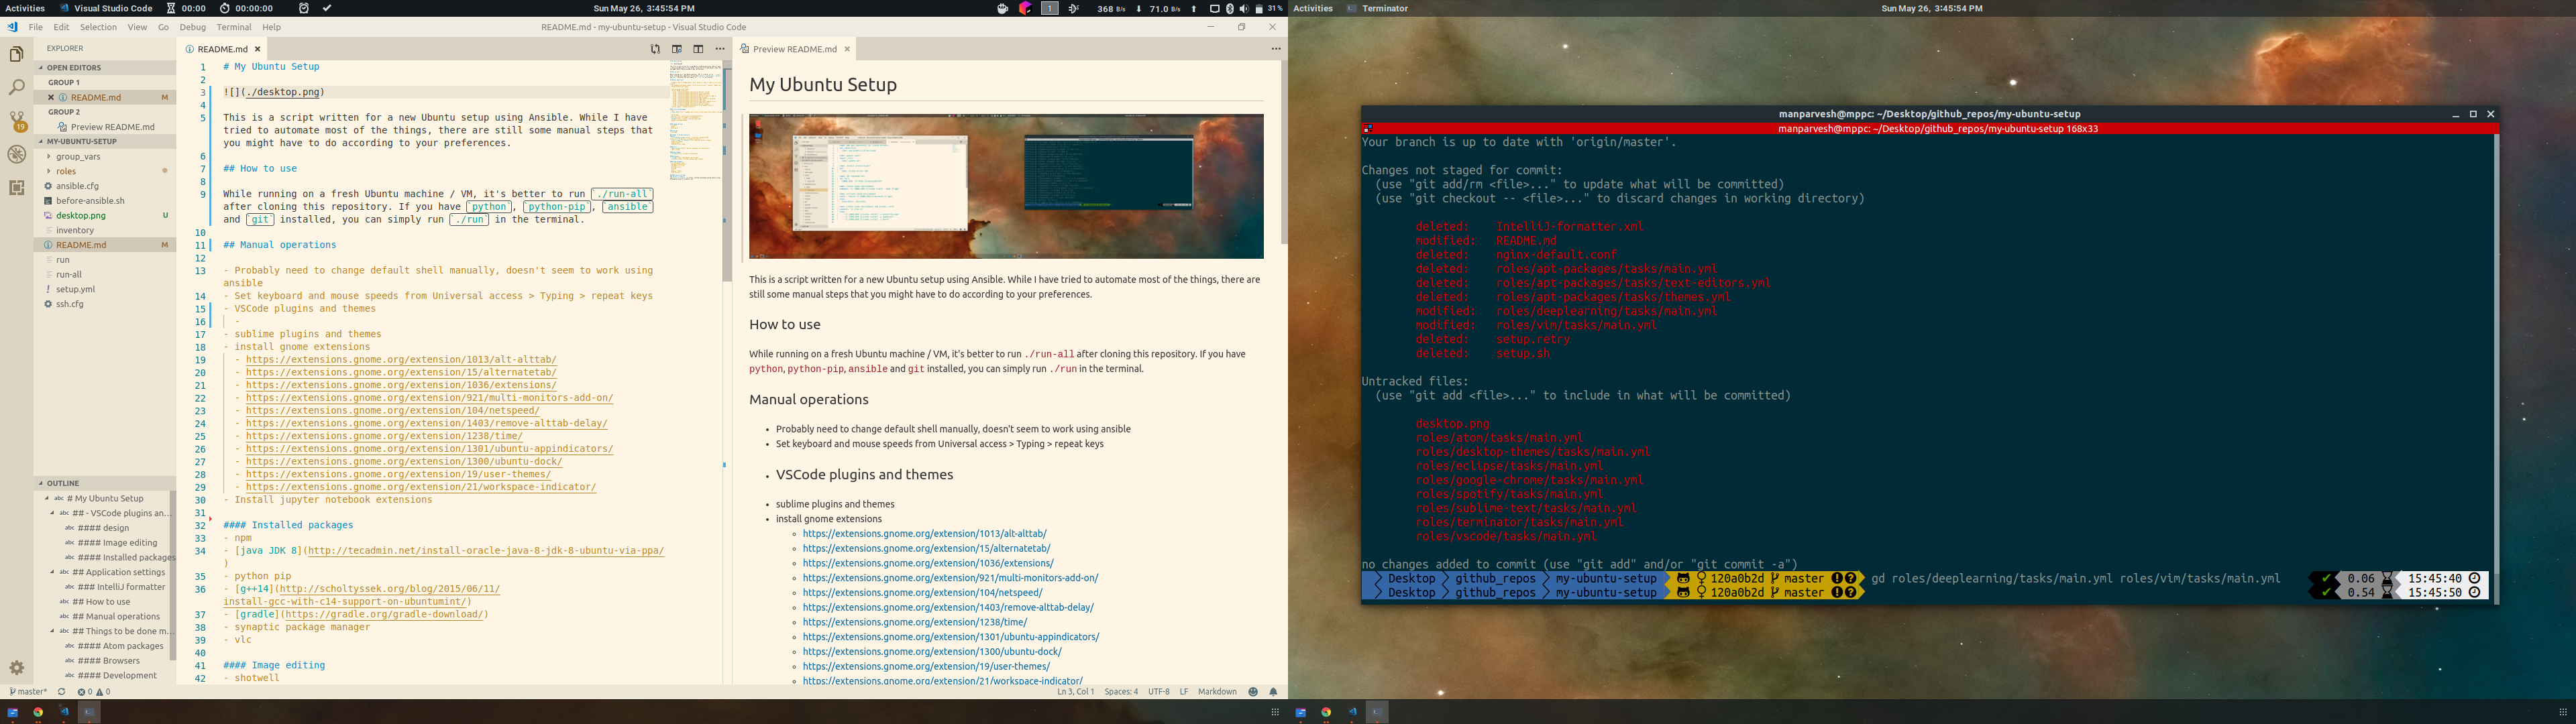 Activities Visual Studio Code 00:00 00:00:00 Sun May 26, 3:45:54 PM 1 368 B/s 71.0 B/s 31%
File Edit Selection View Go Debug Terminal Help README.md - my-ubuntu-setup - Visual Studio Code
EXPLORER
OPEN EDITORS
GROUP 1
README.md M
GROUP 2
Preview README.md
MY-UBUNTU-SETUP
group_vars
roles
ansible.cfg
before-ansible.sh
desktop.png U
inventory
README.md M
run
run-all
setup.yml
ssh.cfg
19
OUTLINE
abc # My Ubuntu Setup
abc ## - VSCode plugins an...
abc #### design
abc #### Image editing
abc #### Installed packages
abc ## Application settings
abc ### IntelliJ formatter
abc ## How to use
abc ## Manual operations
abc ## Things to be done m...
abc #### Atom packages
abc #### Browsers
abc #### Development
README.md
1 # My Ubuntu Setup
2
3 ![](./desktop.png)
4
5 This is a script written for a new Ubuntu setup using Ansible. While I have
tried to automate most of the things, there are still some manual steps that
you might have to do according to your preferences.
6
7 ## How to use
8
9 While running on a fresh Ubuntu machine / VM, it's better to run `./run-all`
after cloning this repository. If you have `python`, `python-pip`, `ansible`
and `git` installed, you can simply run `./run` in the terminal.
10
11 ## Manual operations
12
13 - Probably need to change default shell manually, doesn't seem to work using
ansible
14 - Set keyboard and mouse speeds from Universal access > Typing > repeat keys
15 - VSCode plugins and themes
16 -
17 - sublime plugins and themes
18 - install gnome extensions
19 - https://extensions.gnome.org/extension/1013/alt-alttab/
20 - https://extensions.gnome.org/extension/15/alternatetab/
21 - https://extensions.gnome.org/extension/1036/extensions/
22 - https://extensions.gnome.org/extension/921/multi-monitors-add-on/
23 - https://extensions.gnome.org/extension/104/netspeed/
24 - https://extensions.gnome.org/extension/1403/remove-alttab-delay/
25 - https://extensions.gnome.org/extension/1238/time/
26 - https://extensions.gnome.org/extension/1301/ubuntu-appindicators/
27 - https://extensions.gnome.org/extension/1300/ubuntu-dock/
28 - https://extensions.gnome.org/extension/19/user-themes/
29 - https://extensions.gnome.org/extension/21/workspace-indicator/
30 - Install jupyter notebook extensions
31
32 #### Installed packages
33 - npm
34 - [java JDK 8](http://tecadmin.net/install-oracle-java-8-jdk-8-ubuntu-via-ppa/
)
35 - python pip
36 - [g++14](http://scholtyssek.org/blog/2015/06/11/
install-gcc-with-c14-support-on-ubuntumint/)
37 - [gradle](https://gradle.org/gradle-download/)
38 - synaptic package manager
39 - vlc
40
41 #### Image editing
42 - shotwell
Preview README.md
My Ubuntu Setup
This is a script written for a new Ubuntu setup using Ansible. While I have tried to automate most of the things, there are
still some manual steps that you might have to do according to your preferences.
How to use
While running on a fresh Ubuntu machine / VM, it's better to run ./run-all after cloning this repository. If you have
python, python-pip, ansible and git installed, you can simply run ./run in the terminal.
Manual operations
• Probably need to change default shell manually, doesn't seem to work using ansible
• Set keyboard and mouse speeds from Universal access > Typing > repeat keys
• VSCode plugins and themes
• sublime plugins and themes
• install gnome extensions
https://extensions.gnome.org/extension/1013/alt-alttab/
https://extensions.gnome.org/extension/15/alternatetab/
https://extensions.gnome.org/extension/1036/extensions/
https://extensions.gnome.org/extension/921/multi-monitors-add-on/
https://extensions.gnome.org/extension/104/netspeed/
https://extensions.gnome.org/extension/1403/remove-alttab-delay/
https://extensions.gnome.org/extension/1238/time/
https://extensions.gnome.org/extension/1301/ubuntu-appindicators/
https://extensions.gnome.org/extension/1300/ubuntu-dock/
https://extensions.gnome.org/extension/19/user-themes/
https://extensions.gnome.org/extension/21/workspace-indicator/
master* 0 0 Ln 3, Col 1 Spaces: 4 UTF-8 LF Markdown
Activities Terminator Sun May 26, 3:45:54 PM
manparvesh@mppc: ~/Desktop/github_repos/my-ubuntu-setup
manparvesh@mppc: ~/Desktop/github_repos/my-ubuntu-setup 168x33
Your branch is up to date with 'origin/master'.
Changes not staged for commit:
(use "git add/rm <file>..." to update what will be committed)
(use "git checkout -- <file>..." to discard changes in working directory)
deleted: IntelliJ-formatter.xml
modified: README.md
deleted: nginx-default.conf
modified: roles/apt-packages/tasks/main.yml
deleted: roles/apt-packages/tasks/text-editors.yml
deleted: roles/apt-packages/tasks/themes.yml
modified: roles/deeplearning/tasks/main.yml
modified: roles/vim/tasks/main.yml
deleted: setup.retry
deleted: setup.sh
Untracked files:
(use "git add <file>..." to include in what will be committed)
desktop.png
roles/atom/tasks/main.yml
roles/desktop-themes/tasks/main.yml
roles/eclipse/tasks/main.yml
roles/google-chrome/tasks/main.yml
roles/spotify/tasks/main.yml
roles/sublime-text/tasks/main.yml
roles/terminator/tasks/main.yml
roles/vscode/tasks/main.yml
no changes added to commit (use "git add" and/or "git commit -a")
Desktop github_repos my-ubuntu-setup 120a0b2d master gd roles/deeplearning/tasks/main.yml roles/vim/tasks/main.yml ✔ 0.06 15:45:40
Desktop github_repos my-ubuntu-setup 120a0b2d master ✔ 0.54 15:45:50